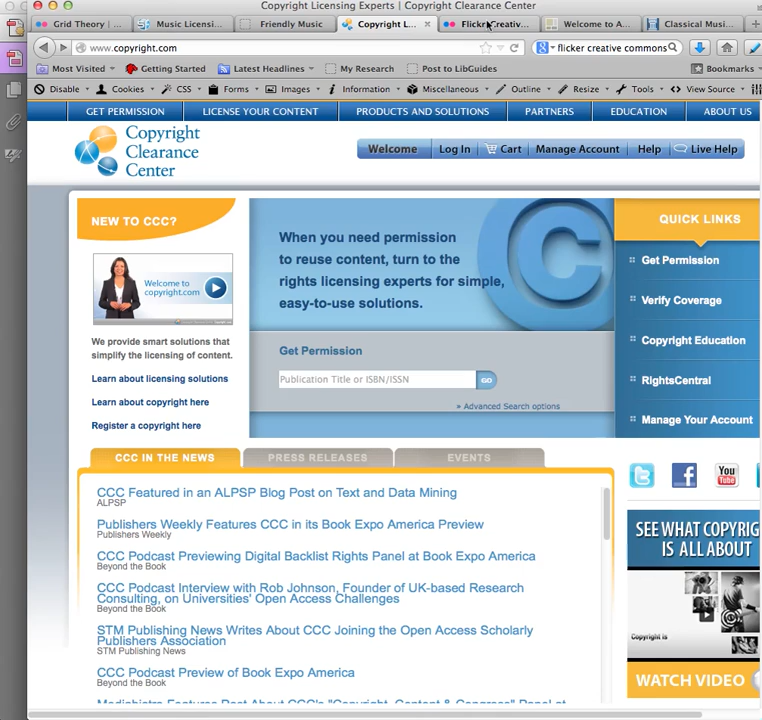 Copyright Licensing Experts | Copyright Clearance Center
Grid Theory | ...
Music Licensi...
Friendly Music
Copyright L...
Flickr Creativ...
Welcome to A...
Classical Musi...
www.copyright.com
flicker creative commons
Most Visited
Getting Started
Latest Headlines
My Research
Post to LibGuides
Bookmarks
Disable
Cookies
CSS
Forms
Images
Information
Miscellaneous
Outline
Resize
Tools
View Source
GET PERMISSION
LICENSE YOUR CONTENT
PRODUCTS AND SOLUTIONS
PARTNERS
EDUCATION
ABOUT US
Copyright
Clearance
Center
Welcome
Log In
Cart
Manage Account
Help
Live Help
NEW TO CCC?
Welcome to
copyright.com
We provide smart solutions that
simplify the licensing of content.
Learn about licensing solutions
Learn about copyright here
Register a copyright here
When you need permission
to reuse content, turn to the
rights licensing experts for simple,
easy-to-use solutions.
©
Get Permission
Publication Title or ISBN/ISSN
GO
» Advanced Search options
QUICK LINKS
Get Permission
Verify Coverage
Copyright Education
RightsCentral
Manage Your Account
CCC IN THE NEWS
PRESS RELEASES
EVENTS
CCC Featured in an ALPSP Blog Post on Text and Data Mining
ALPSP
Publishers Weekly Features CCC in its Book Expo America Preview
Publishers Weekly
CCC Podcast Previewing Digital Backlist Rights Panel at Book Expo America
Beyond the Book
CCC Podcast Interview with Rob Johnson, Founder of UK-based Research
Consulting, on Universities' Open Access Challenges
Beyond the Book
STM Publishing News Writes About CCC Joining the Open Access Scholarly
Publishers Association
STM Publishing News
CCC Podcast Preview of Book Expo America
Beyond the Book
You
Tube
SEE WHAT COPYRIG
IS ALL ABOUT
Copyright is
WATCH VIDEO